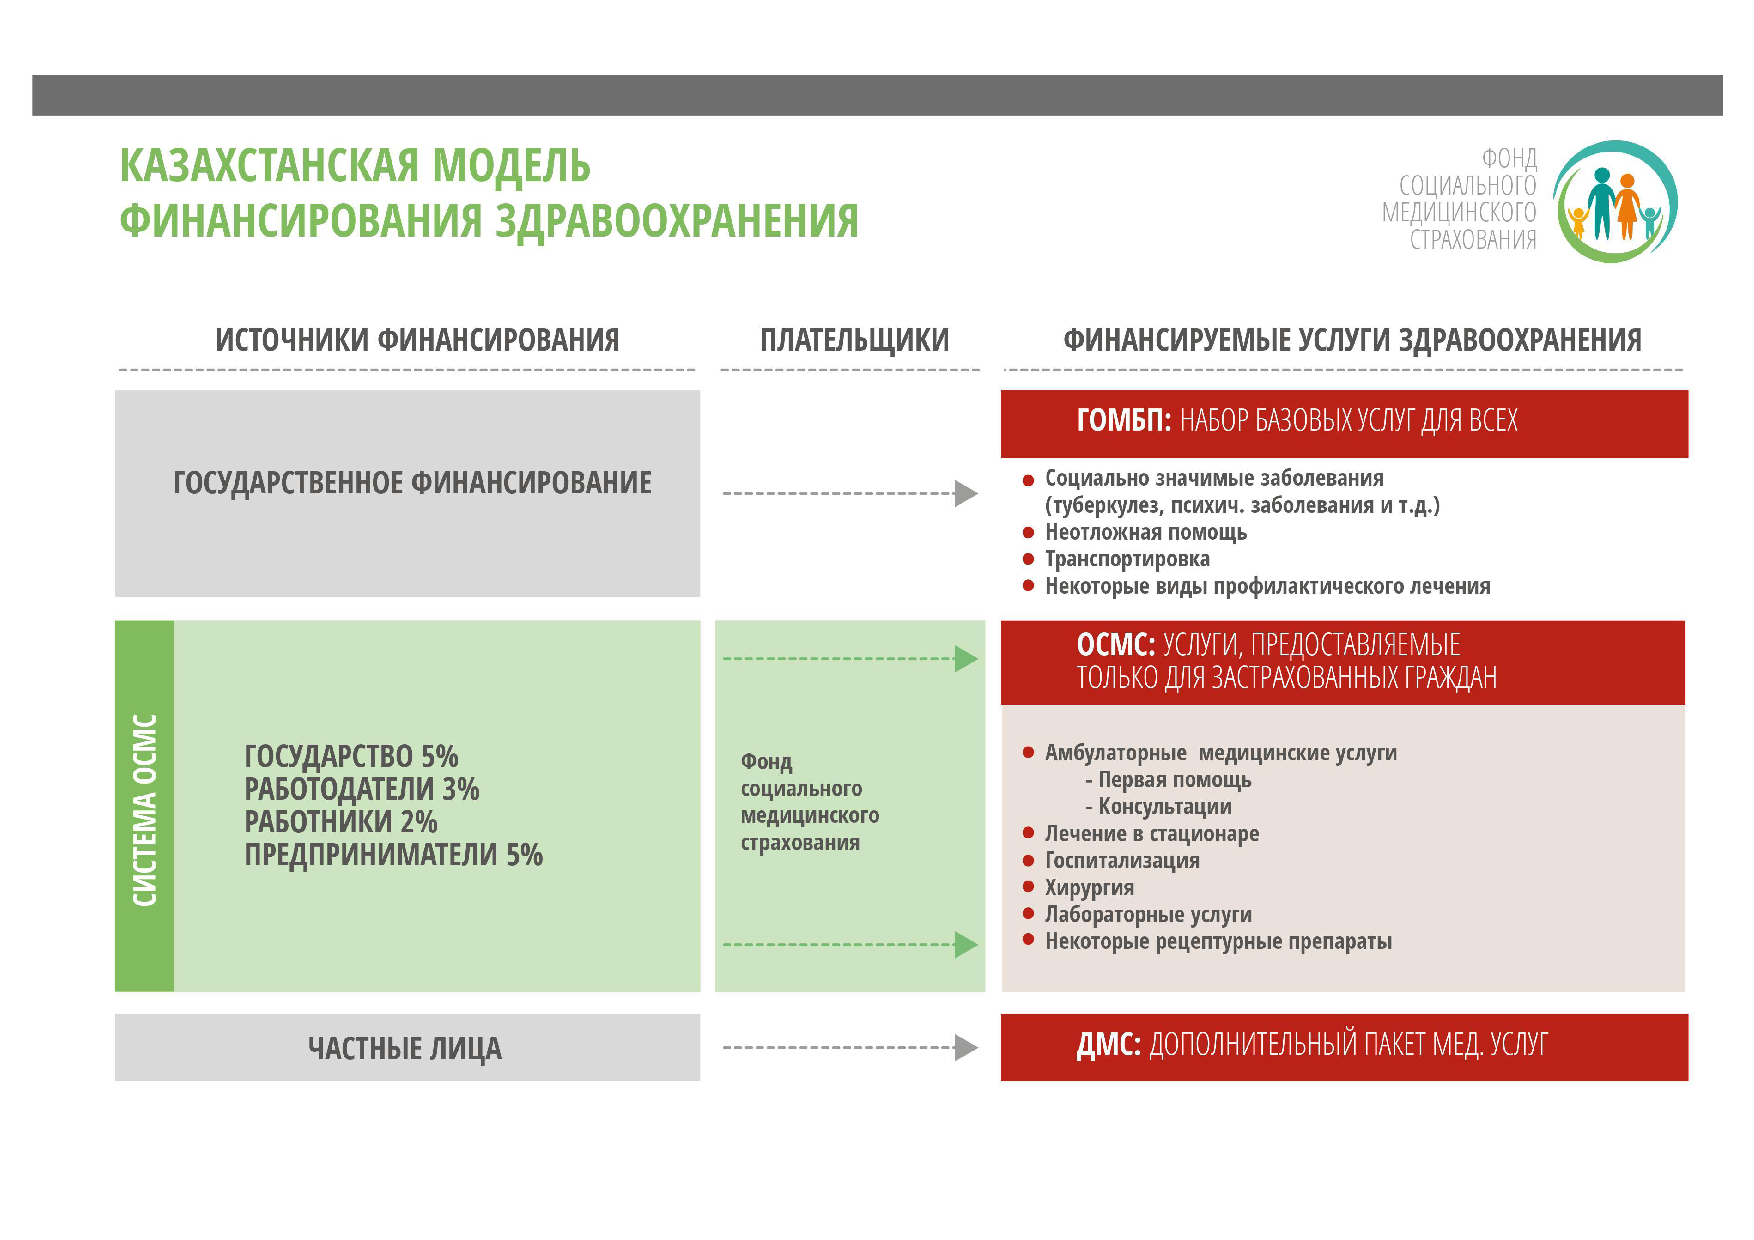 КАЗАХСТАНСКАЯ МОДЕЛЬ
ФИНАНСИРОВАНИЯ ЗДРАВООХРАНЕНИЯ
ФОНД
СОЦИАЛЬНОГО
МЕДИЦИНСКОГО
СТРАХОВАНИЯ
ИСТОЧНИКИ ФИНАНСИРОВАНИЯ
ПЛАТЕЛЬЩИКИ
ФИНАНСИРУЕМЫЕ УСЛУГИ ЗДРАВООХРАНЕНИЯ
ГОСУДАРСТВЕННОЕ ФИНАНСИРОВАНИЕ
ГОМБП: НАБОР БАЗОВЫХ УСЛУГ ДЛЯ ВСЕХ
Социально значимые заболевания
(туберкулез, психич. заболевания и т.д.)
Неотложная помощь
Транспортировка
Некоторые виды профилактического лечения
СИСТЕМА ОСМС
ГОСУДАРСТВО 5%
РАБОТОДАТЕЛИ 3%
РАБОТНИКИ 2%
ПРЕДПРИНИМАТЕЛИ 5%
Фонд
социального
медицинского
страхования
ОСМС: УСЛУГИ, ПРЕДОСТАВЛЯЕМЫЕ
ТОЛЬКО ДЛЯ ЗАСТРАХОВАННЫХ ГРАЖДАН
Амбулаторные медицинские услуги
- Первая помощь
- Консультации
Лечение в стационаре
Госпитализация
Хирургия
Лабораторные услуги
Некоторые рецептурные препараты
ЧАСТНЫЕ ЛИЦА
ДМС: ДОПОЛНИТЕЛЬНЫЙ ПАКЕТ МЕД. УСЛУГ